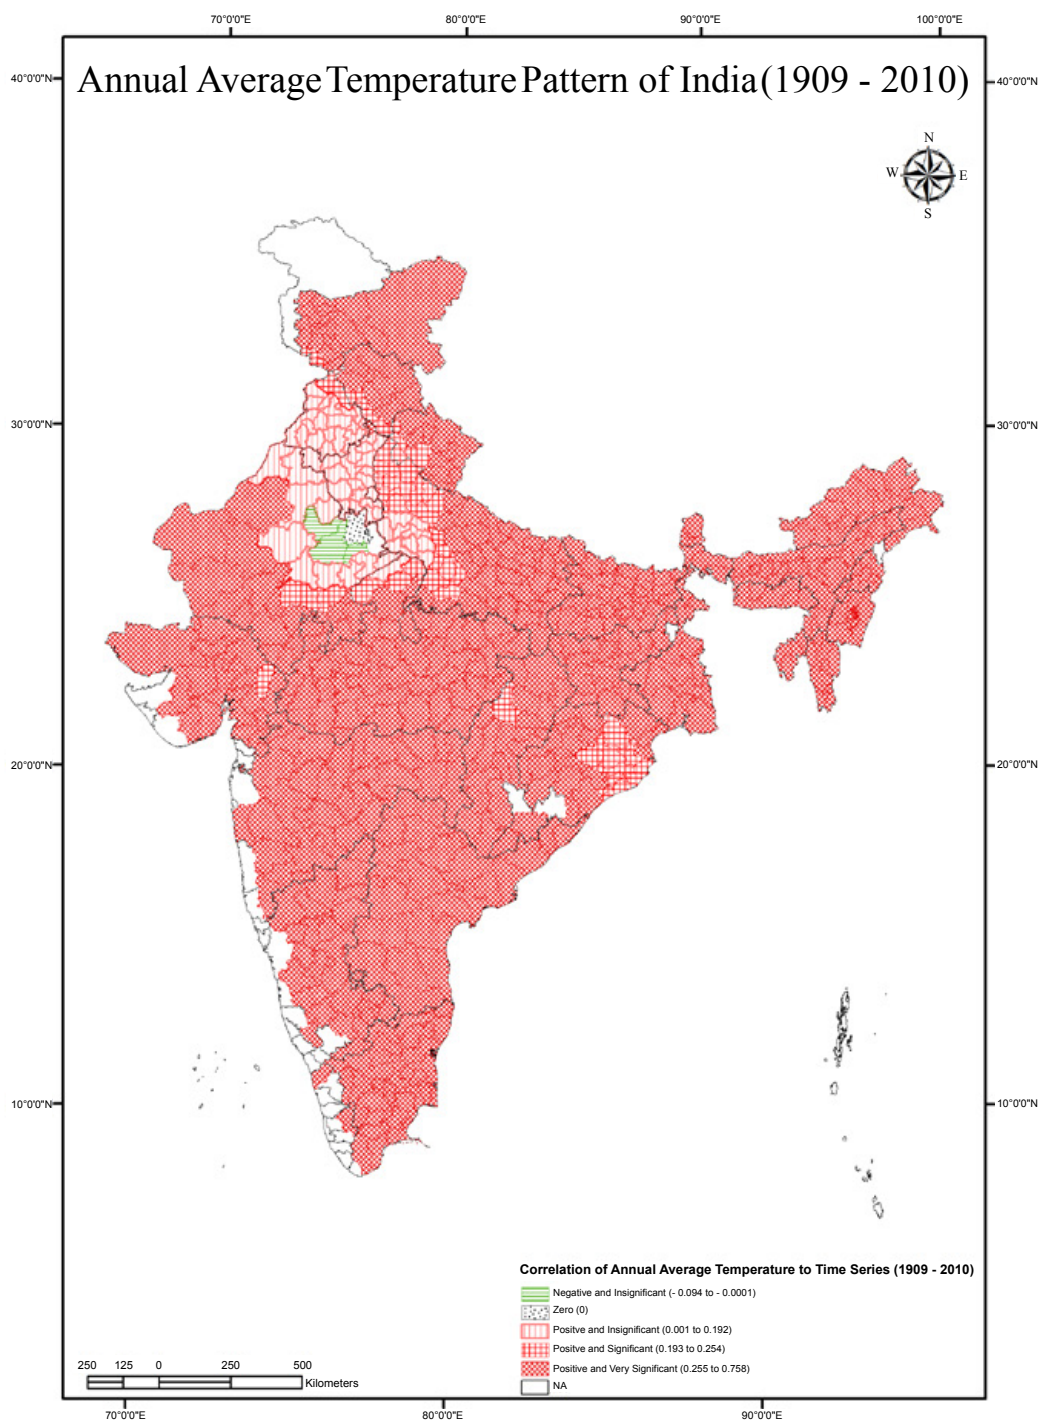 70°0'0"E 80°0'0"E 90°0'0"E 100°0'0"E
Annual Average Temperature Pattern of India (1909 - 2010)
40°0'0"N 40°0'0"N
N
W E
S
30°0'0"N 30°0'0"N
20°0'0"N 20°0'0"N
10°0'0"N 10°0'0"N
Correlation of Annual Average Temperature to Time Series (1909 - 2010)
Negative and Insignificant (- 0.094 to - 0.0001)
Zero (0)
Positve and Insignificant (0.001 to 0.192)
Positve and Significant (0.193 to 0.254)
Positive and Very Significant (0.255 to 0.758)
NA
250 125 0 250 500
Kilometers
70°0'0"E 80°0'0"E 90°0'0"E